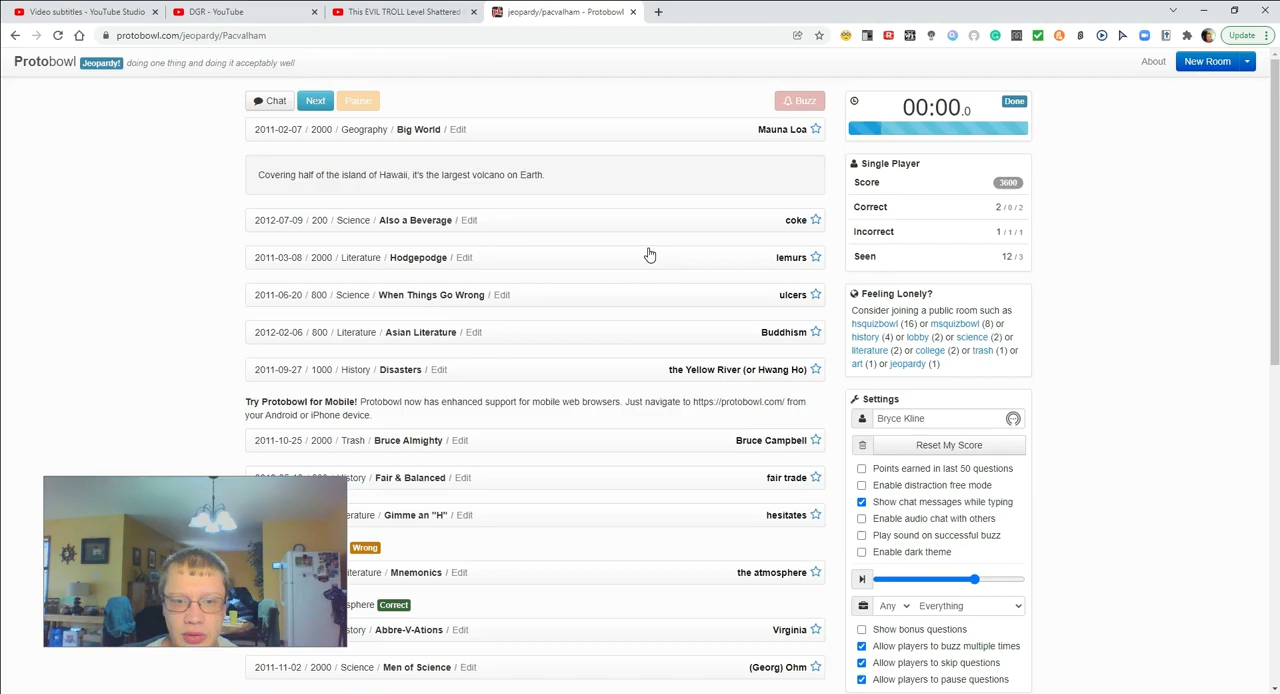 Video subtitles - YouTube Studio
DGR - YouTube
This EVIL TROLL Level Shattered
jeopardy/pacvalham - Protobowl
protobowl.com/jeopardy/Pacvalham
Update
Protobowl Jeopardy! doing one thing and doing it acceptably well
About
New Room
Chat
Next
Pause
Buzz
2011-02-07 / 2000 / Geography / Big World / Edit
Mauna Loa
Covering half of the island of Hawaii, it's the largest volcano on Earth.
2012-07-09 / 200 / Science / Also a Beverage / Edit
coke
2011-03-08 / 2000 / Literature / Hodgepodge / Edit
lemurs
2011-06-20 / 800 / Science / When Things Go Wrong / Edit
ulcers
2012-02-06 / 800 / Literature / Asian Literature / Edit
Buddhism
2011-09-27 / 1000 / History / Disasters / Edit
the Yellow River (or Hwang Ho)
Try Protobowl for Mobile! Protobowl now has enhanced support for mobile web browsers. Just navigate to https://protobowl.com/ from
your Android or iPhone device.
2011-10-25 / 2000 / Trash / Bruce Almighty / Edit
Bruce Campbell
story / Fair & Balanced / Edit
fair trade
erature / Gimme an "H" / Edit
hesitates
Wrong
erature / Mnemonics / Edit
the atmosphere
sphere Correct
story / Abbre-V-Ations / Edit
Virginia
2011-11-02 / 2000 / Science / Men of Science / Edit
(Georg) Ohm
00:00.0
Done
Single Player
Score 3600
Correct 2 / 0 / 2
Incorrect 1 / 1 / 1
Seen 12 / 3
Feeling Lonely?
Consider joining a public room such as
hsquizbowl (16) or msquizbowl (8) or
history (4) or lobby (2) or science (2) or
literature (2) or college (2) or trash (1) or
art (1) or jeopardy (1)
Settings
Bryce Kline
Reset My Score
Points earned in last 50 questions
Enable distraction free mode
Show chat messages while typing
Enable audio chat with others
Play sound on successful buzz
Enable dark theme
Any
Everything
Show bonus questions
Allow players to buzz multiple times
Allow players to skip questions
Allow players to pause questions